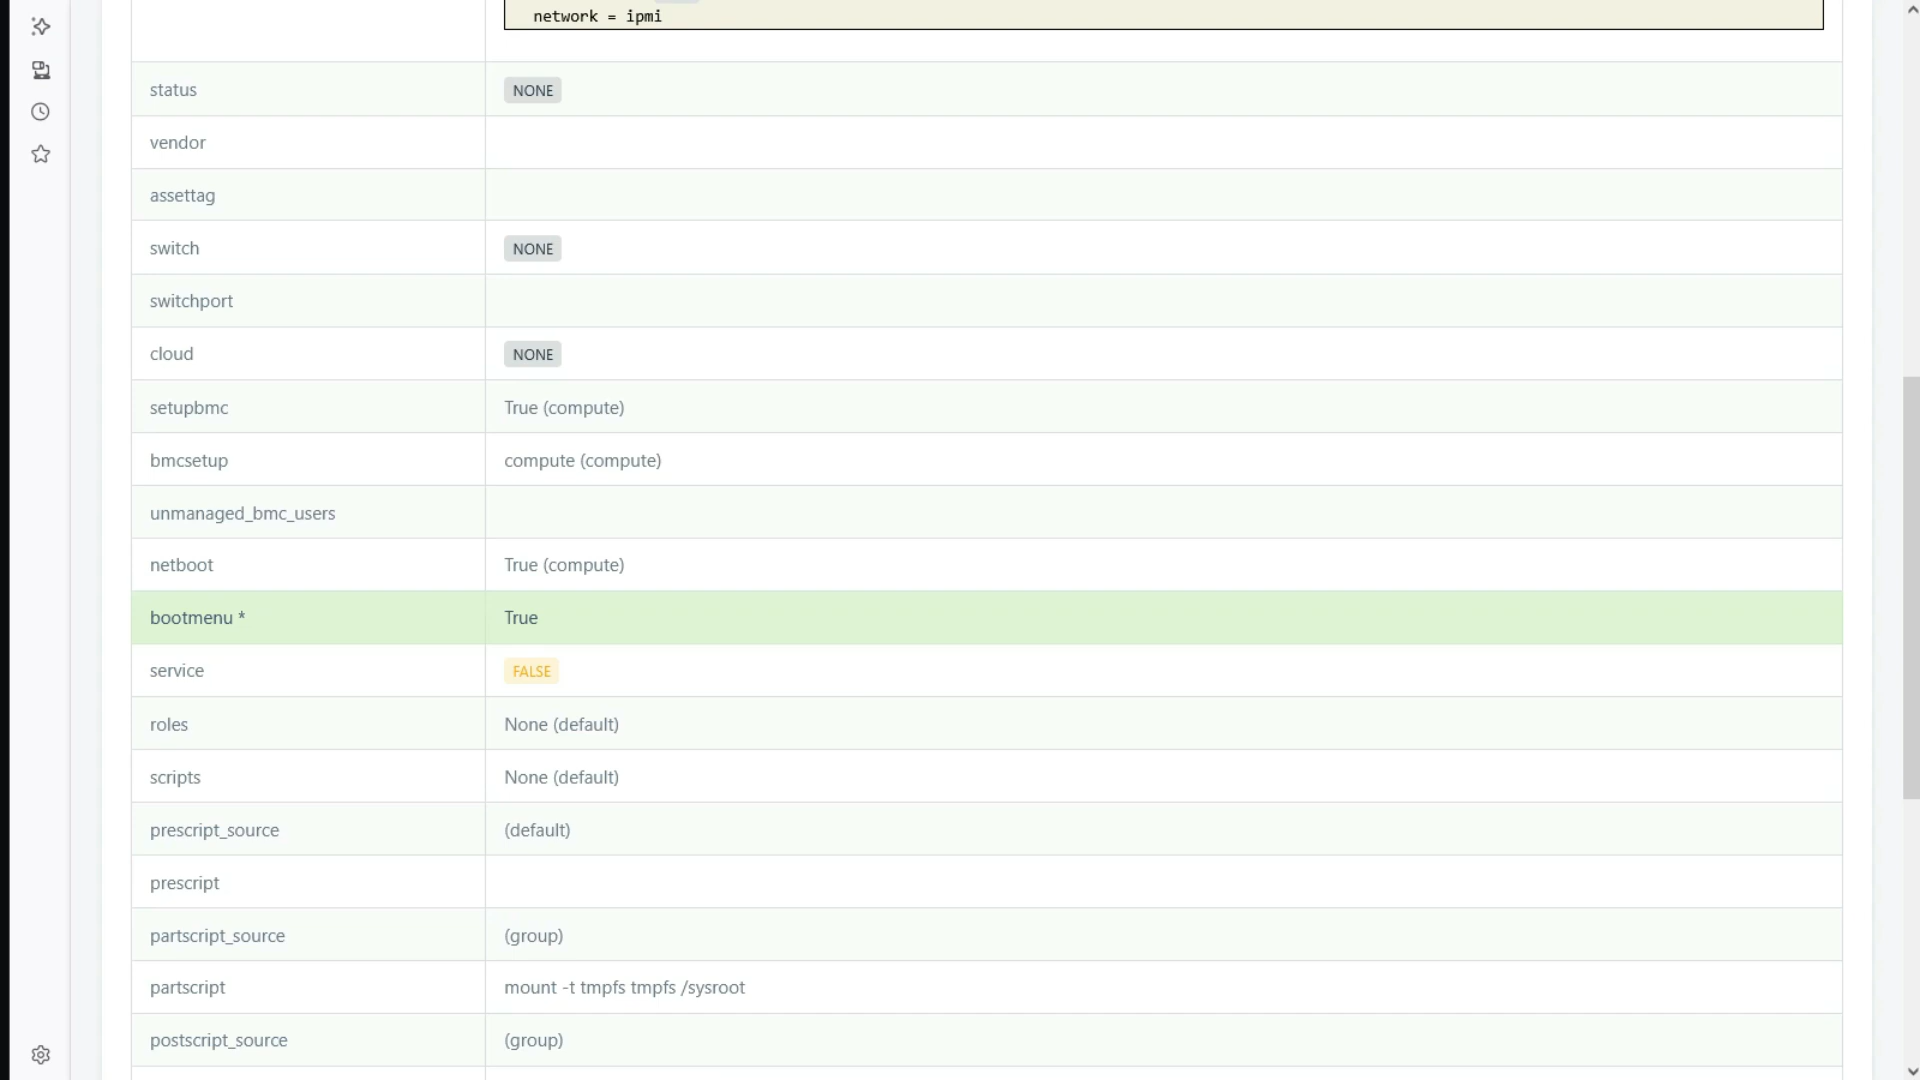 network = ipmi
status NONE
vendor
assettag
switch NONE
switchport
cloud NONE
setupbmc True (compute)
bmcsetup compute (compute)
unmanaged_bmc_users
netboot True (compute)
bootmenu * True
service FALSE
roles None (default)
scripts None (default)
prescript_source (default)
prescript
partscript_source (group)
partscript mount -t tmpfs tmpfs /sysroot
postscript_source (group)